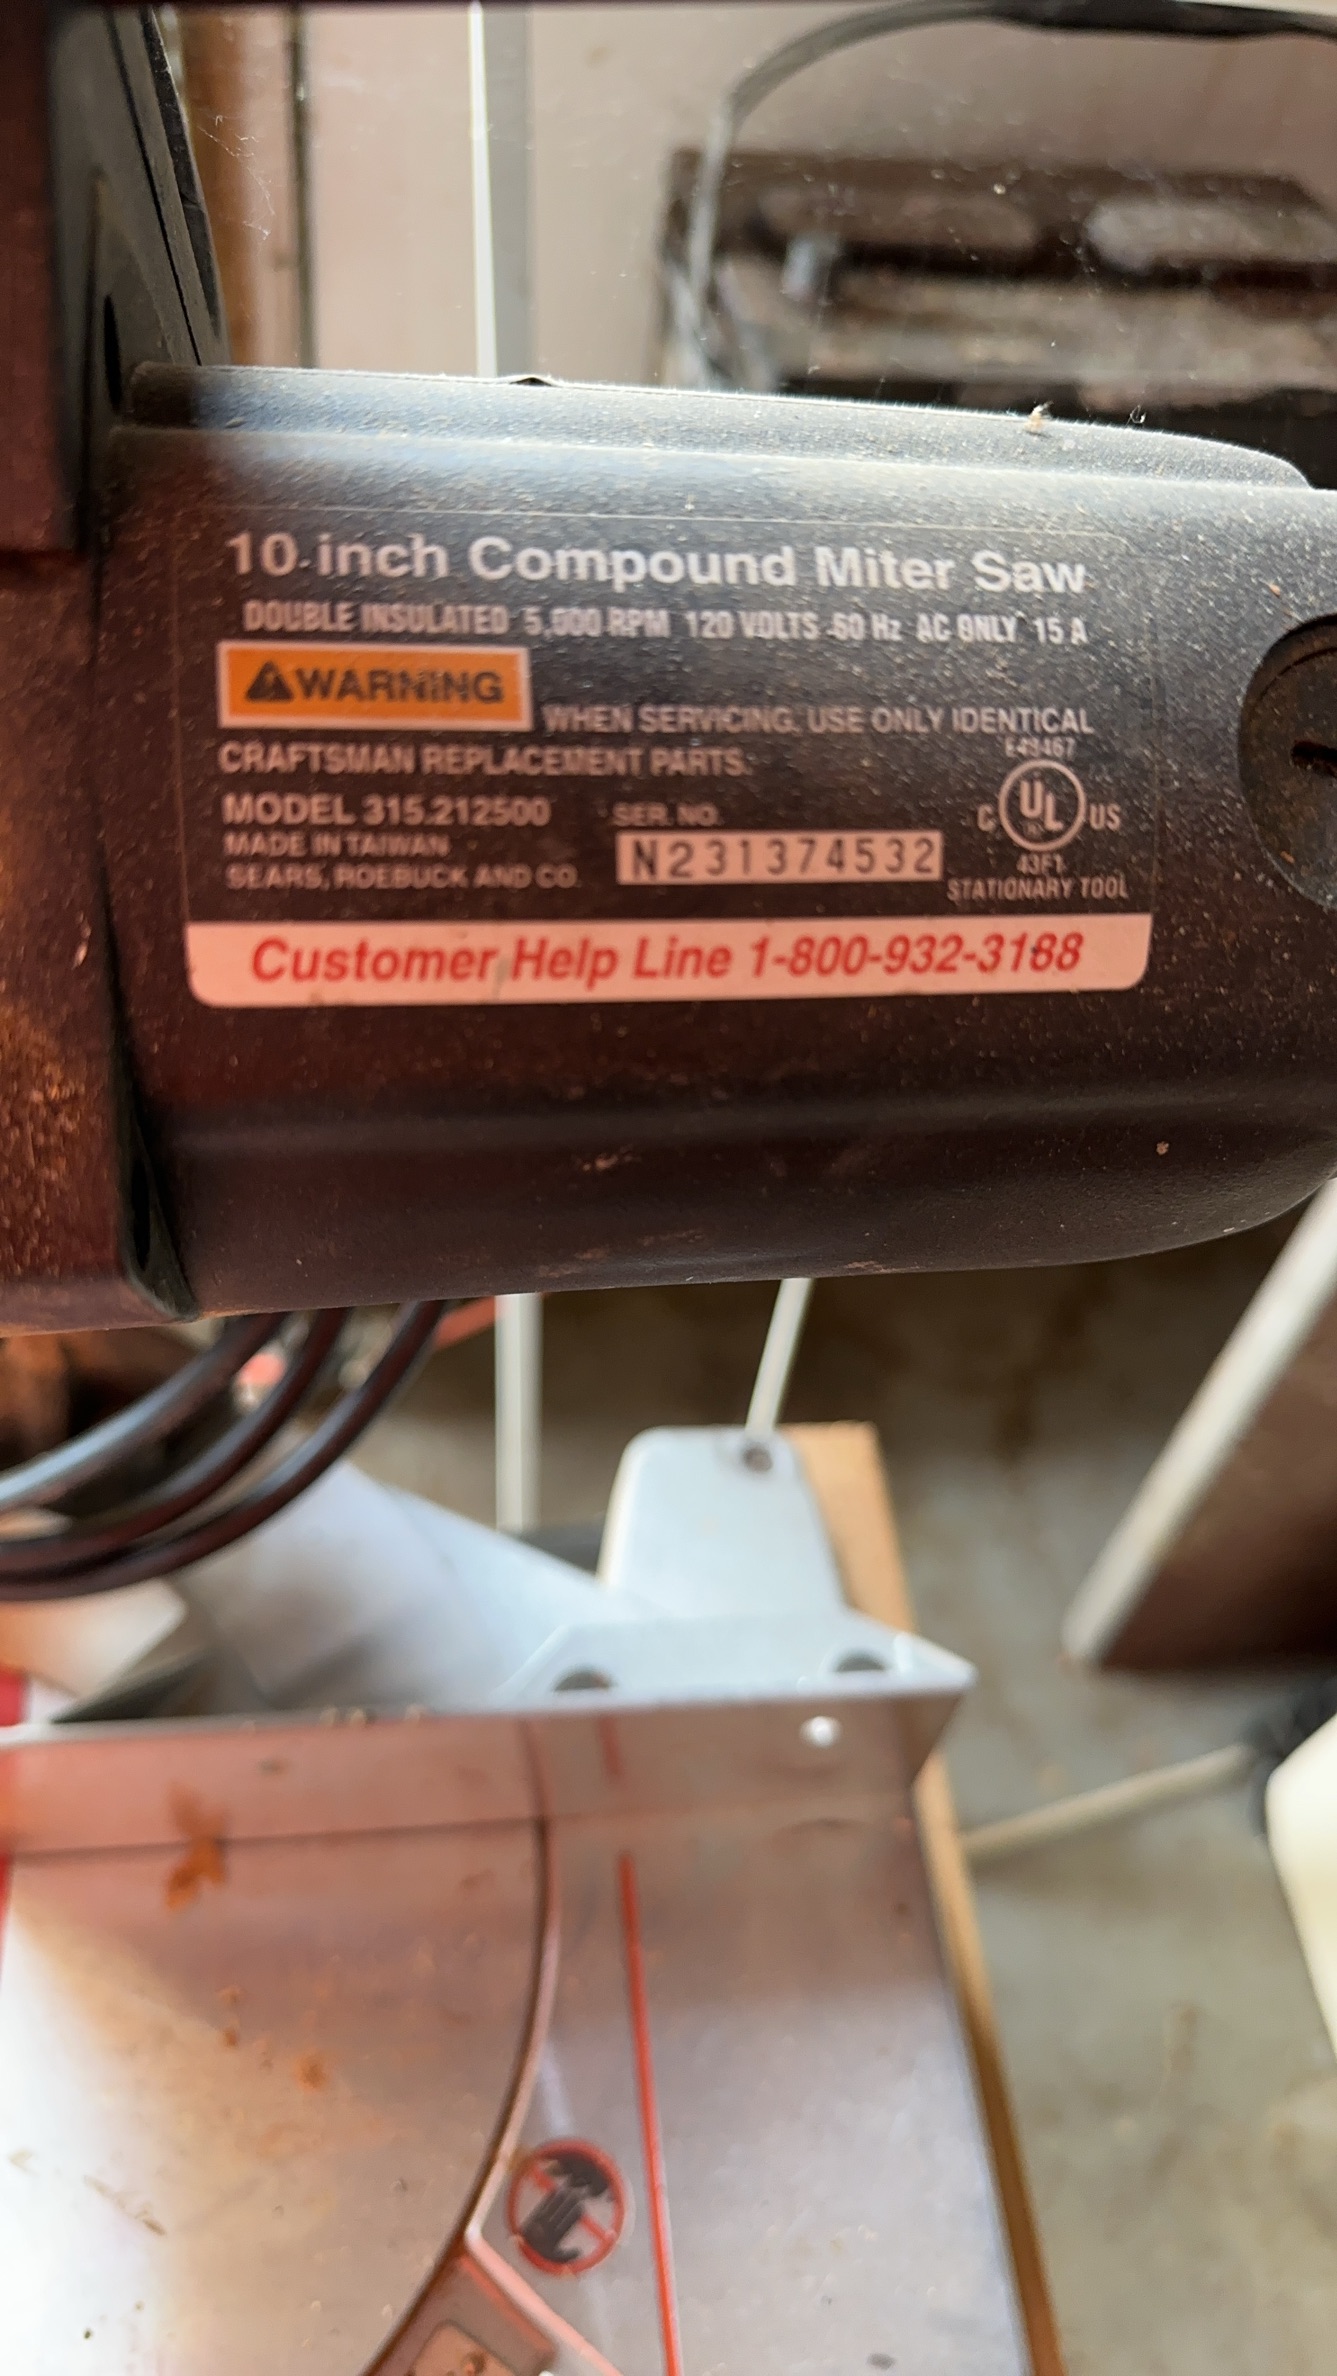 10-inch Compound Miter Saw
DOUBLE INSULATED 5,000 RPM 120 VOLTS 60 Hz AC ONLY 15 A
WARNING
WHEN SERVICING, USE ONLY IDENTICAL
CRAFTSMAN REPLACEMENT PARTS.
MODEL 315.212500
MADE IN TAIWAN
SEARS, ROEBUCK AND CO.
SER. NO.
N231374532
E49467
C UL US
43F1
STATIONARY TOOL
Customer Help Line 1-800-932-3188